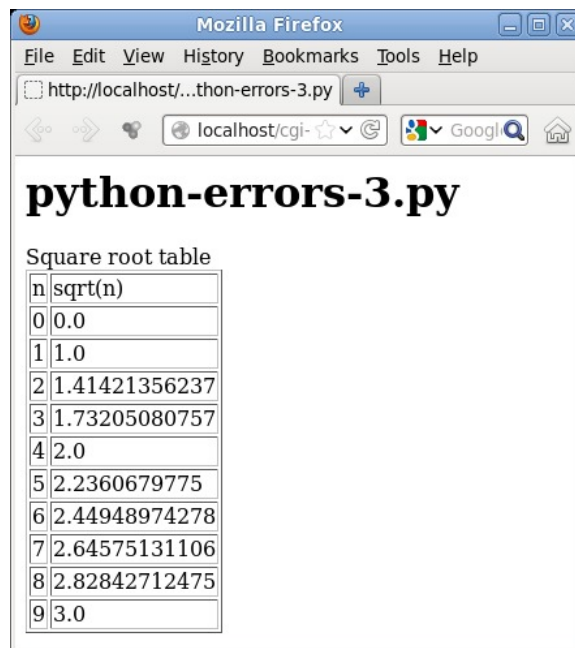 Mozilla Firefox
File Edit View History Bookmarks Tools Help
http://localhost/...thon-errors-3.py
localhost/cgi- Googl
python-errors-3.py
Square root table
n sqrt(n)
0 0.0
1 1.0
2 1.41421356237
3 1.73205080757
4 2.0
5 2.2360679775
6 2.44948974278
7 2.64575131106
8 2.82842712475
9 3.0